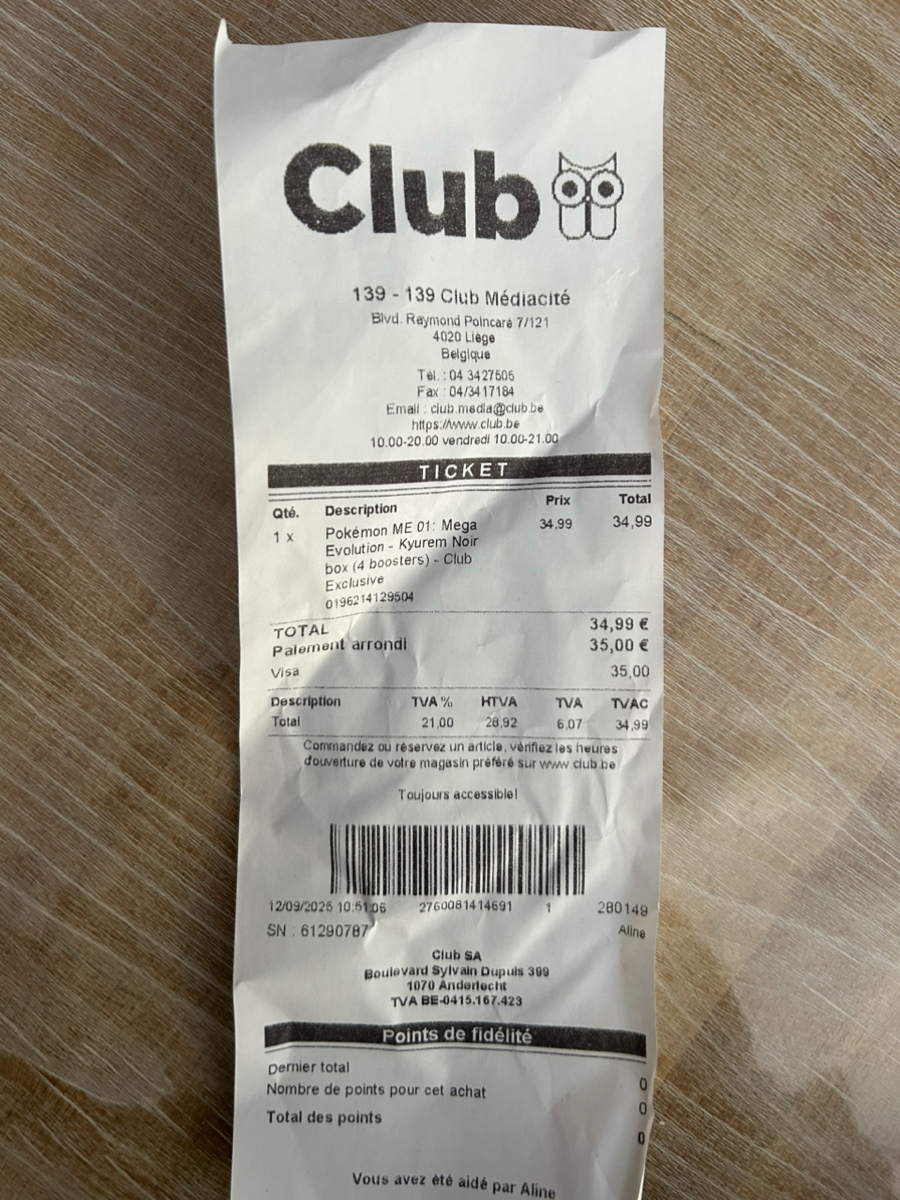 Club
139 - 139 Club Médiacité
Blvd. Raymond Poincaré 7/121
4020 Liège
Belgique
Tél. : 04 3427505
Fax : 04/3417184
Email : club.media@club.be
https://www.club.be
10.00-20.00 vendredi 10.00-21.00
TICKET
Qté. Description Prix Total
1 x Pokémon ME 01: Mega 34,99 34,99
Evolution - Kyurem Noir
box (4 boosters) - Club
Exclusive
0196214129504
TOTAL 34,99 €
Paiement arrondi 35,00 €
Visa 35,00
Description TVA % HTVA TVA TVAC
Total 21,00 28,92 6,07 34,99
Commandez ou réservez un article, vérifiez les heures
d'ouverture de votre magasin préféré sur www.club.be
Toujours accessible!
12/09/2025 10:51:06 2760081414691 1 280149
SN : 61290787 Aline
Club SA
Boulevard Sylvain Dupuis 399
1070 Anderlecht
TVA BE-0415.167.423
Points de fidélité
Dernier total 0
Nombre de points pour cet achat 0
Total des points 0
Vous avez été aidé par Aline